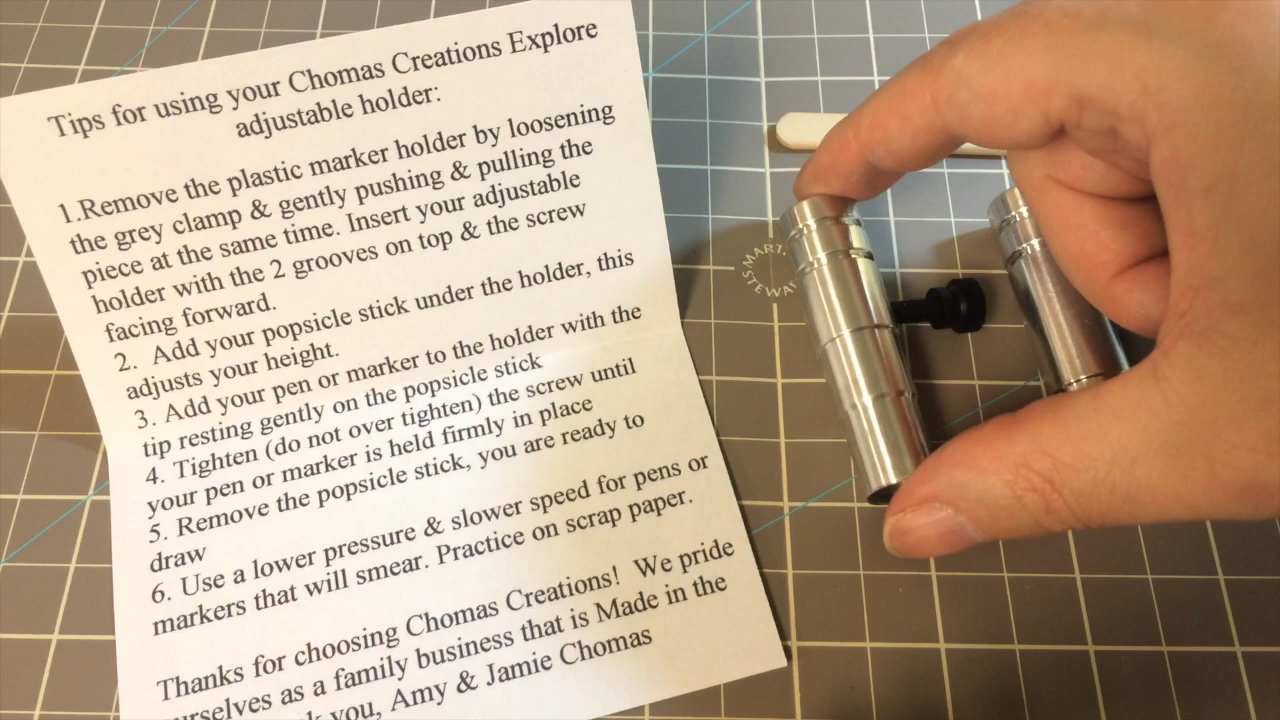 Tips for using your Chomas Creations Explore
adjustable holder:
1.Remove the plastic marker holder by loosening
the grey clamp & gently pushing & pulling the
piece at the same time. Insert your adjustable
holder with the 2 grooves on top & the screw
facing forward.
2. Add your popsicle stick under the holder, this
adjusts your height.
3. Add your pen or marker to the holder with the
tip resting gently on the popsicle stick
4. Tighten (do not over tighten) the screw until
your pen or marker is held firmly in place
5. Remove the popsicle stick, you are ready to
draw
6. Use a lower pressure & slower speed for pens or
markers that will smear. Practice on scrap paper.
Thanks for choosing Chomas Creations! We pride
urselves as a family business that is Made in the
k you, Amy & Jamie Chomas
SMART.
STEWA